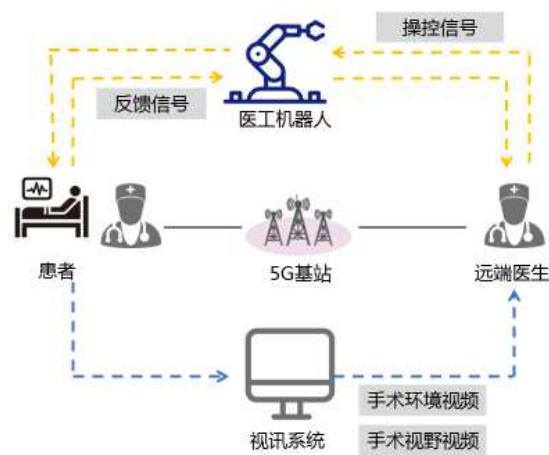 操控信号
反馈信号
医工机器人
患者
5G基站
远端医生
手术环境视频
视讯系统
手术视野视频